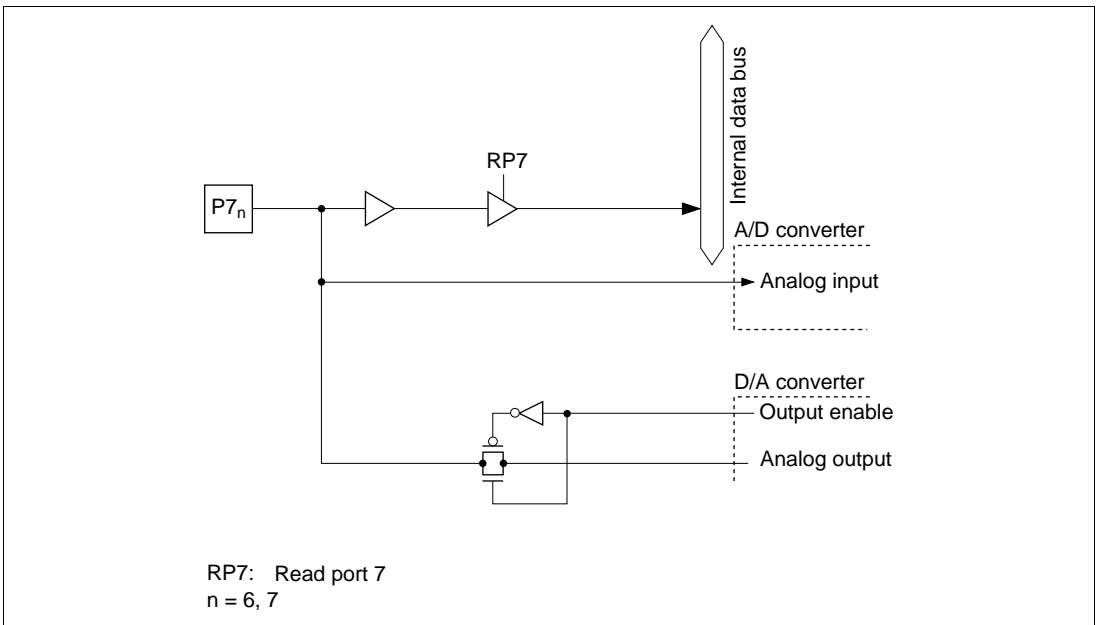 Internal data bus
RP7
P7n
A/D converter
Analog input
D/A converter
Output enable
Analog output
RP7: Read port 7
n = 6, 7